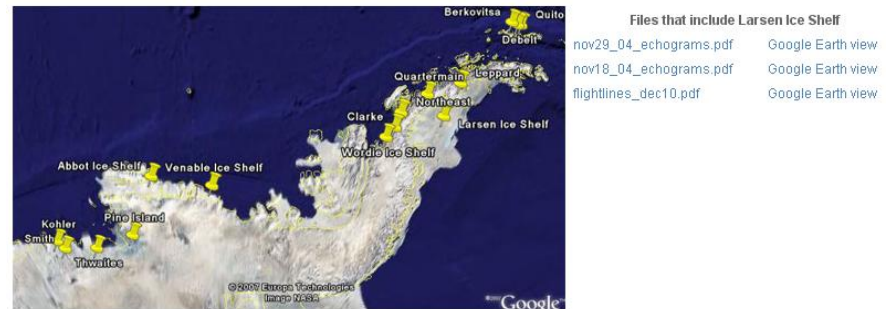 Berkovitsa Quito
Debelt
Quartermain Leppard
Northeast
Clarke
Larsen Ice Shelf
Wordie Ice Shelf
Abbot Ice Shelf Venable Ice Shelf
Kohler
Pine Island
Smith
Thwaites
© 2007 Europa Technologies
Image NASA
Google
Files that include Larsen Ice Shelf
nov29_04_echograms.pdf Google Earth view
nov18_04_echograms.pdf Google Earth view
flightlines_dec10.pdf Google Earth view